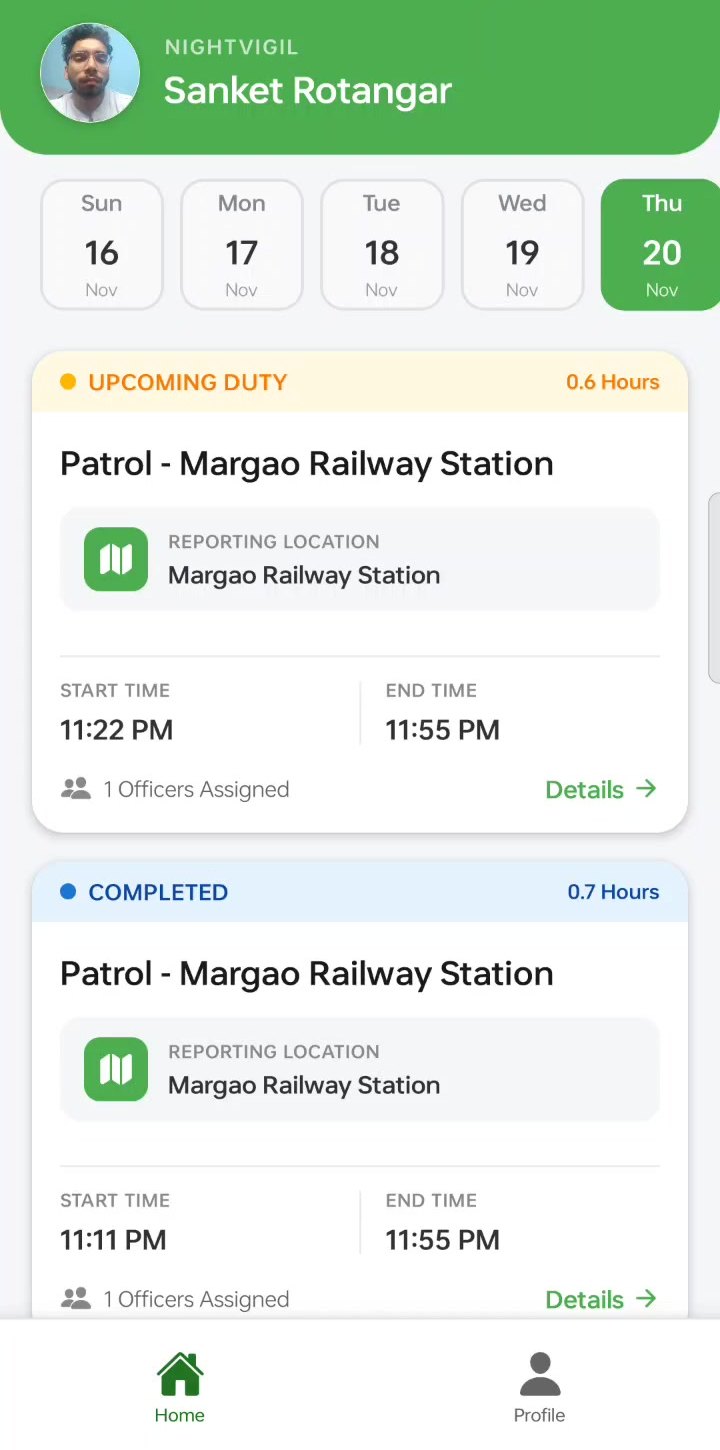 NIGHTVIGIL
Sanket Rotangar
Sun Mon Tue Wed Thu
16 17 18 19 20
Nov Nov Nov Nov Nov
UPCOMING DUTY 0.6 Hours
Patrol - Margao Railway Station
REPORTING LOCATION
Margao Railway Station
START TIME END TIME
11:22 PM 11:55 PM
1 Officers Assigned Details →
COMPLETED 0.7 Hours
Patrol - Margao Railway Station
REPORTING LOCATION
Margao Railway Station
START TIME END TIME
11:11 PM 11:55 PM
1 Officers Assigned Details →
Home Profile